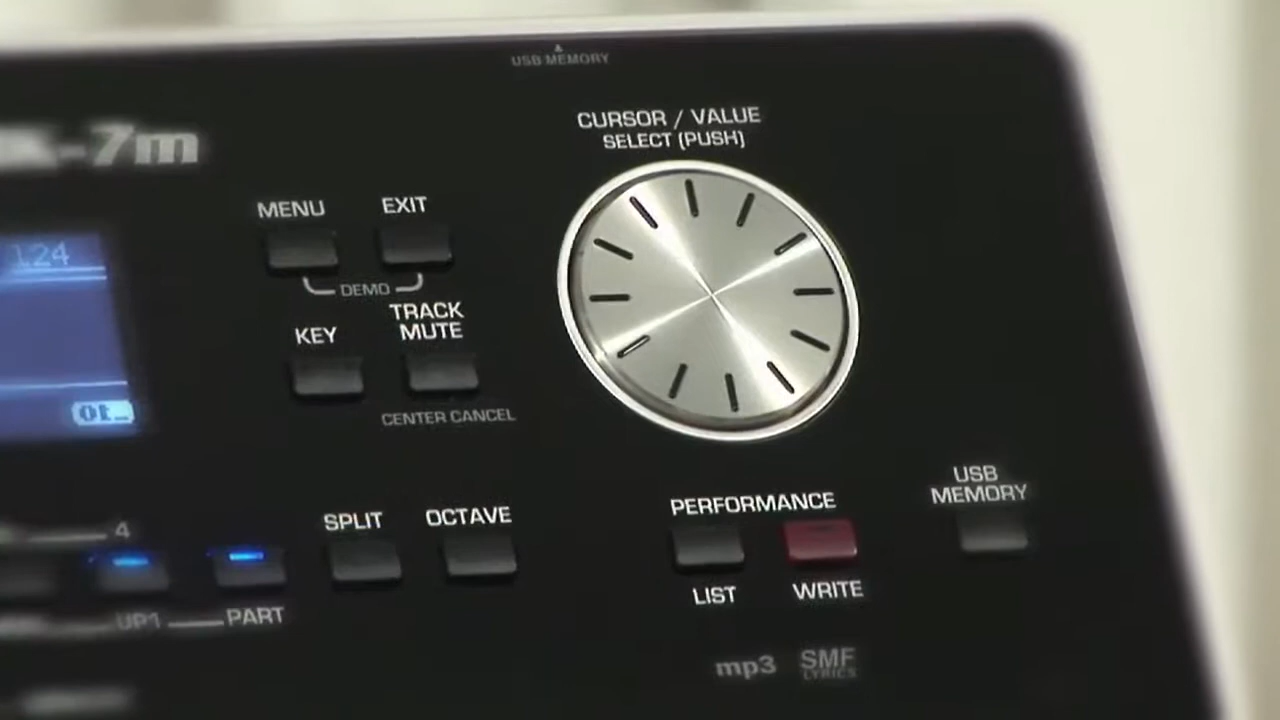 USB MEMORY
CURSOR / VALUE
SELECT (PUSH)
-7m
MENU
EXIT
124
DEMO
TRACK
MUTE
KEY
CENTER CANCEL
USB
MEMORY
PERFORMANCE
SPLIT
OCTAVE
4
LIST
WRITE
UP1
PART
mp3
SMF
LYRICS